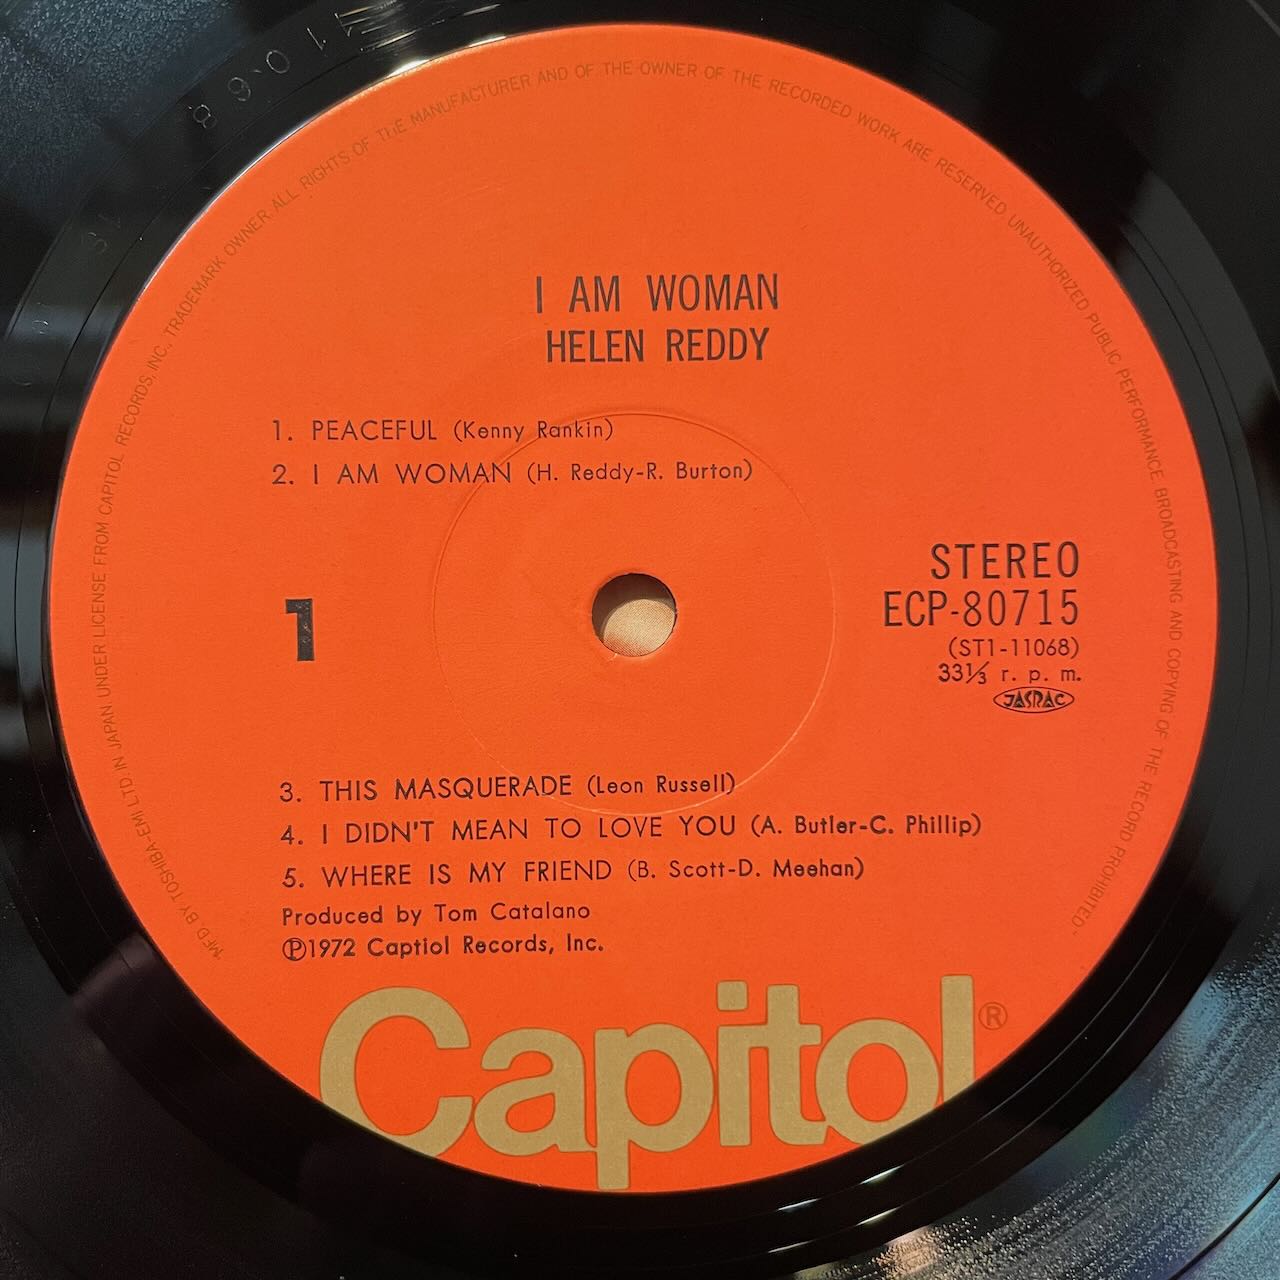 MF'D. BY TOSHIBA-EMI LTD. IN JAPAN UNDER LICENSE FROM CAPITOL RECORDS, INC., TRADEMARK OWNER. ALL RIGHTS OF THE MANUFACTURER AND OF THE OWNER OF THE RECORDED WORK ARE RESERVED UNAUTHORIZED PUBLIC PERFORMANCE BROADCASTING AND COPYING OF THE RECORD PROHIBITED
I AM WOMAN
HELEN REDDY
1. PEACEFUL (Kenny Rankin)
2. I AM WOMAN (H. Reddy-R. Burton)
1
STEREO
ECP-80715
(ST1-11068)
33⅓ r. p. m.
JASRAC
3. THIS MASQUERADE (Leon Russell)
4. I DIDN'T MEAN TO LOVE YOU (A. Butler-C. Phillip)
5. WHERE IS MY FRIEND (B. Scott-D. Meehan)
Produced by Tom Catalano
Ⓟ1972 Captiol Records, Inc.
Capitol®